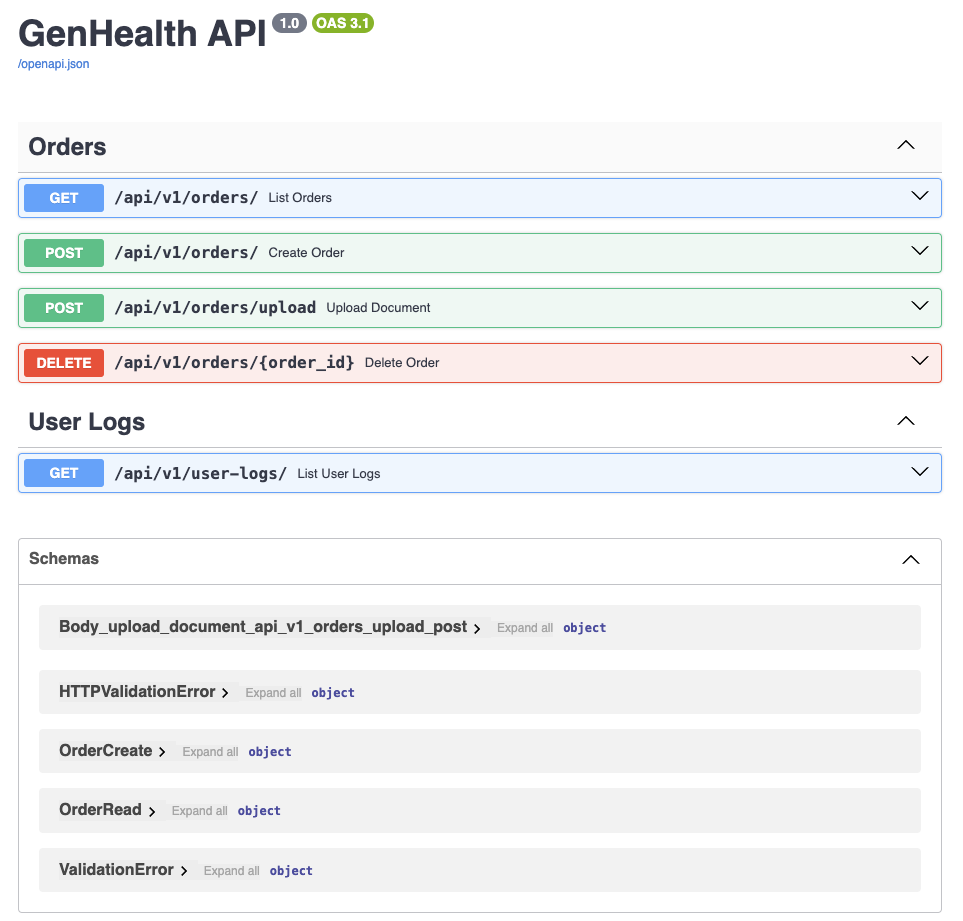 GenHealth API 1.0 OAS 3.1
/openapi.json
Orders
GET /api/v1/orders/ List Orders
POST /api/v1/orders/ Create Order
POST /api/v1/orders/upload Upload Document
DELETE /api/v1/orders/{order_id} Delete Order
User Logs
GET /api/v1/user-logs/ List User Logs
Schemas
Body_upload_document_api_v1_orders_upload_post Expand all object
HTTPValidationError Expand all object
OrderCreate Expand all object
OrderRead Expand all object
ValidationError Expand all object